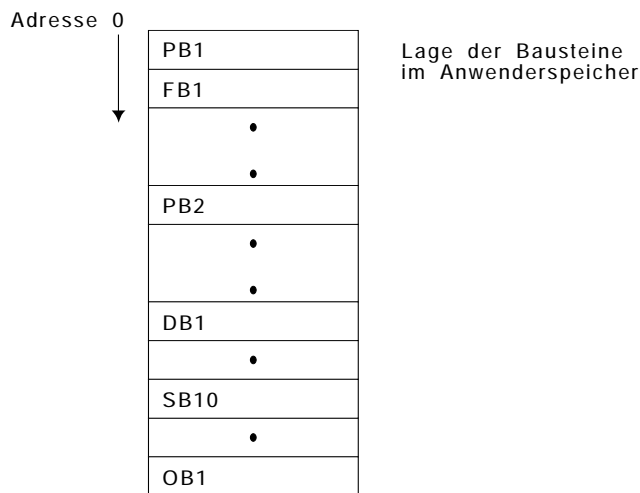 Adresse 0
Lage der Bausteine
im Anwenderspeicher
PB1
FB1
PB2
DB1
SB10
OB1